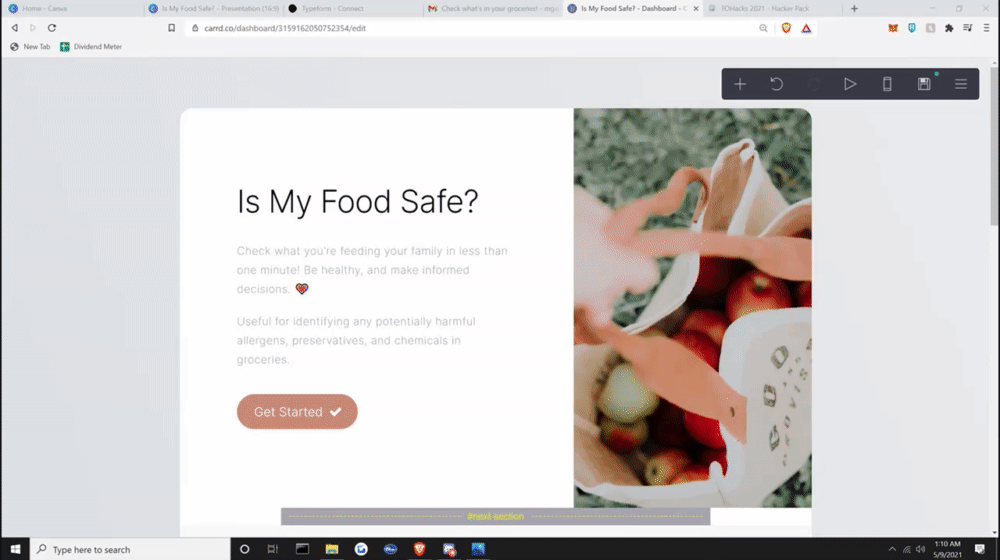 Home - Canva
Is My Food Safe? - Presentation (16:9)
Typeform - Connect
Check what's in your groceries! -
Is My Food Safe? - Dashboard - C
TOHacks 2021 - Hacker Pack
carrd.co/dashboard/3159162050752354/edit
New Tab
Dividend Meter
Is My Food Safe?
Check what you're feeding your family in less than
one minute! Be healthy, and make informed
decisions.
Useful for identifying any potentially harmful
allergens, preservatives, and chemicals in
groceries.
Get Started
GOOD
#next-section
Type here to search
1:10 AM
5/9/2021